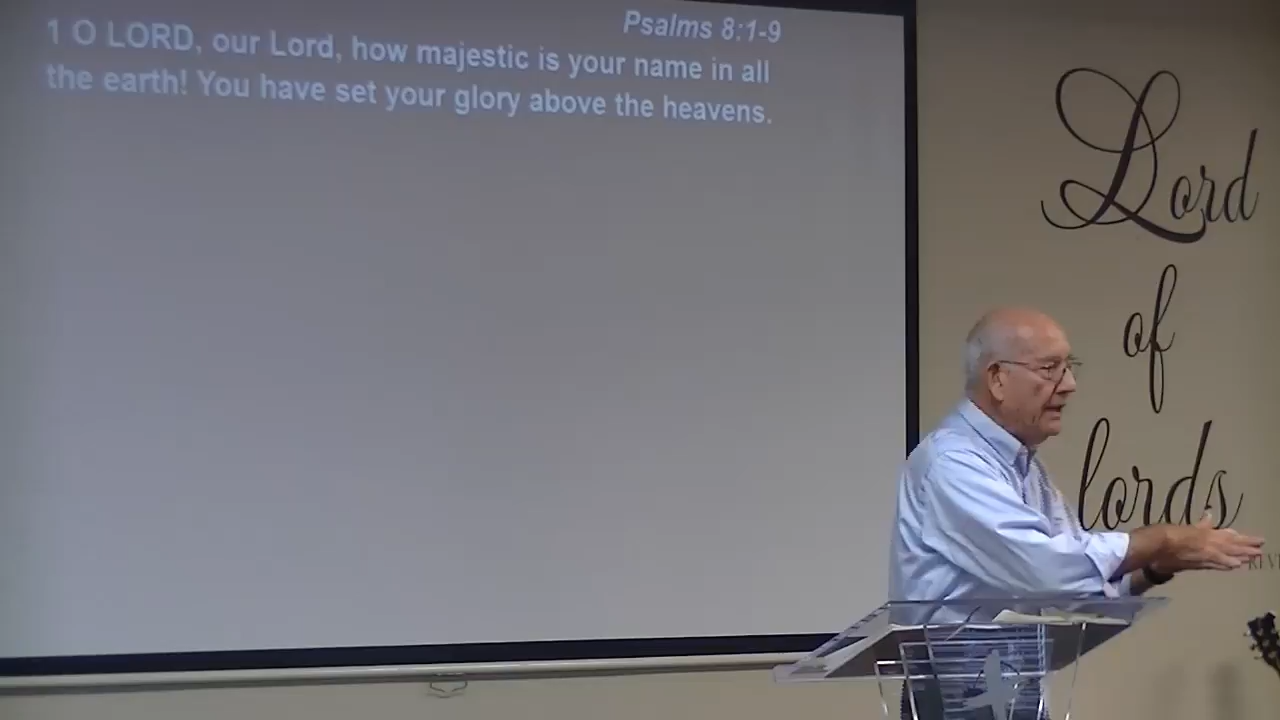 Psalms 8:1-9
1 O LORD, our Lord, how majestic is your name in all
the earth! You have set your glory above the heavens.
Lord
of
lords